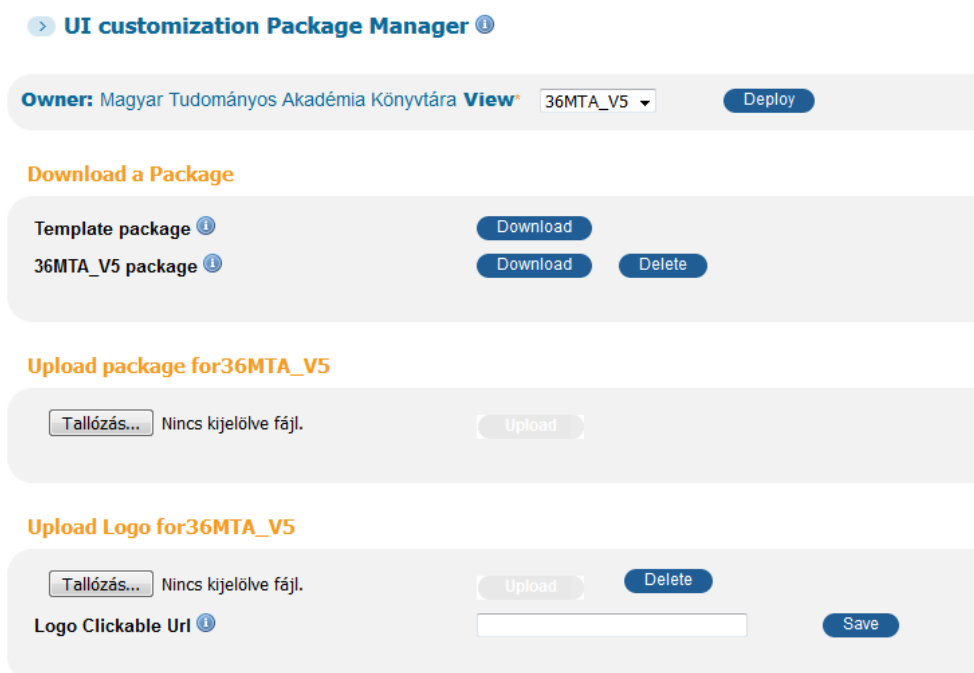 UI customization Package Manager
Owner: Magyar Tudományos Akadémia Könyvtára View* 36MTA_V5 Deploy
Download a Package
Template package Download
36MTA_V5 package Download Delete
Upload package for36MTA_V5
Tallózás... Nincs kijelölve fájl. Upload
Upload Logo for36MTA_V5
Tallózás... Nincs kijelölve fájl. Upload Delete
Logo Clickable Url Save